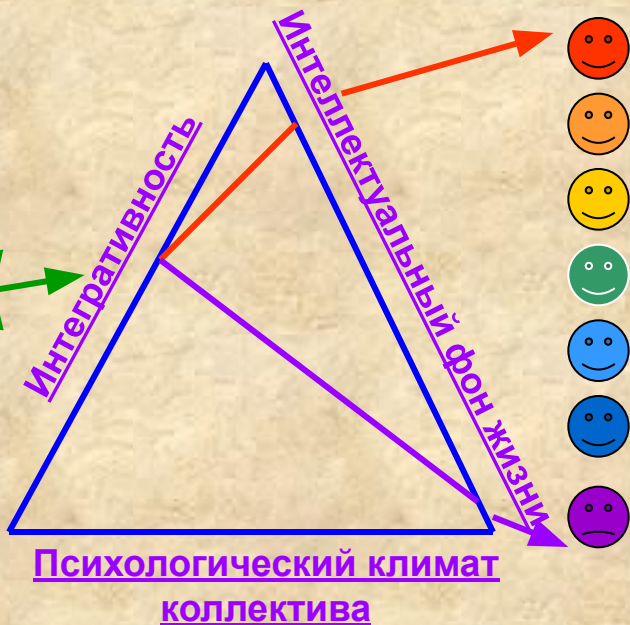 Интегративность
Интеллектуальный фон жизни
Психологический климат
коллектива